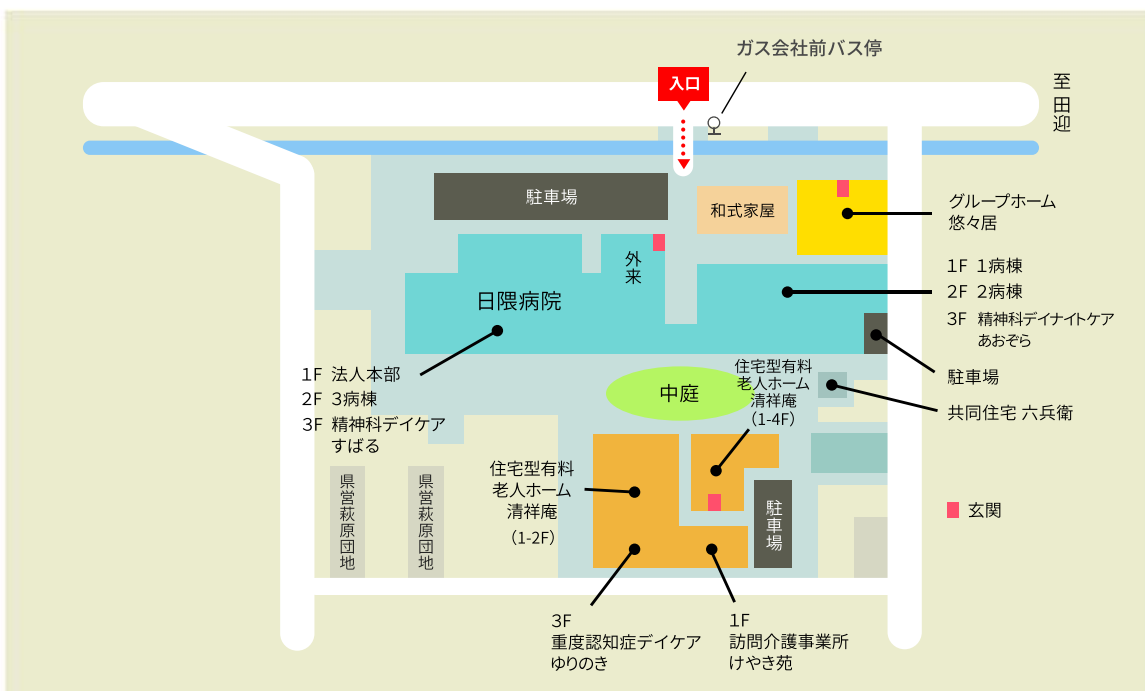 ガス会社前バス停
入口
至田迎
駐車場
和式家屋
グループホーム
悠々居
外来
日隈病院
1F 1病棟
2F 2病棟
3F 精神科デイナイトケア
あおぞら
駐車場
共同住宅 六兵衛
1F 法人本部
2F 3病棟
3F 精神科デイケア
すばる
中庭
住宅型有料
老人ホーム
清祥庵
（1-4F）
住宅型有料
老人ホーム
清祥庵
（1-2F）
県営萩原団地
県営萩原団地
駐車場
玄関
3F
重度認知症デイケア
ゆりのき
1F
訪問介護事業所
けやき苑